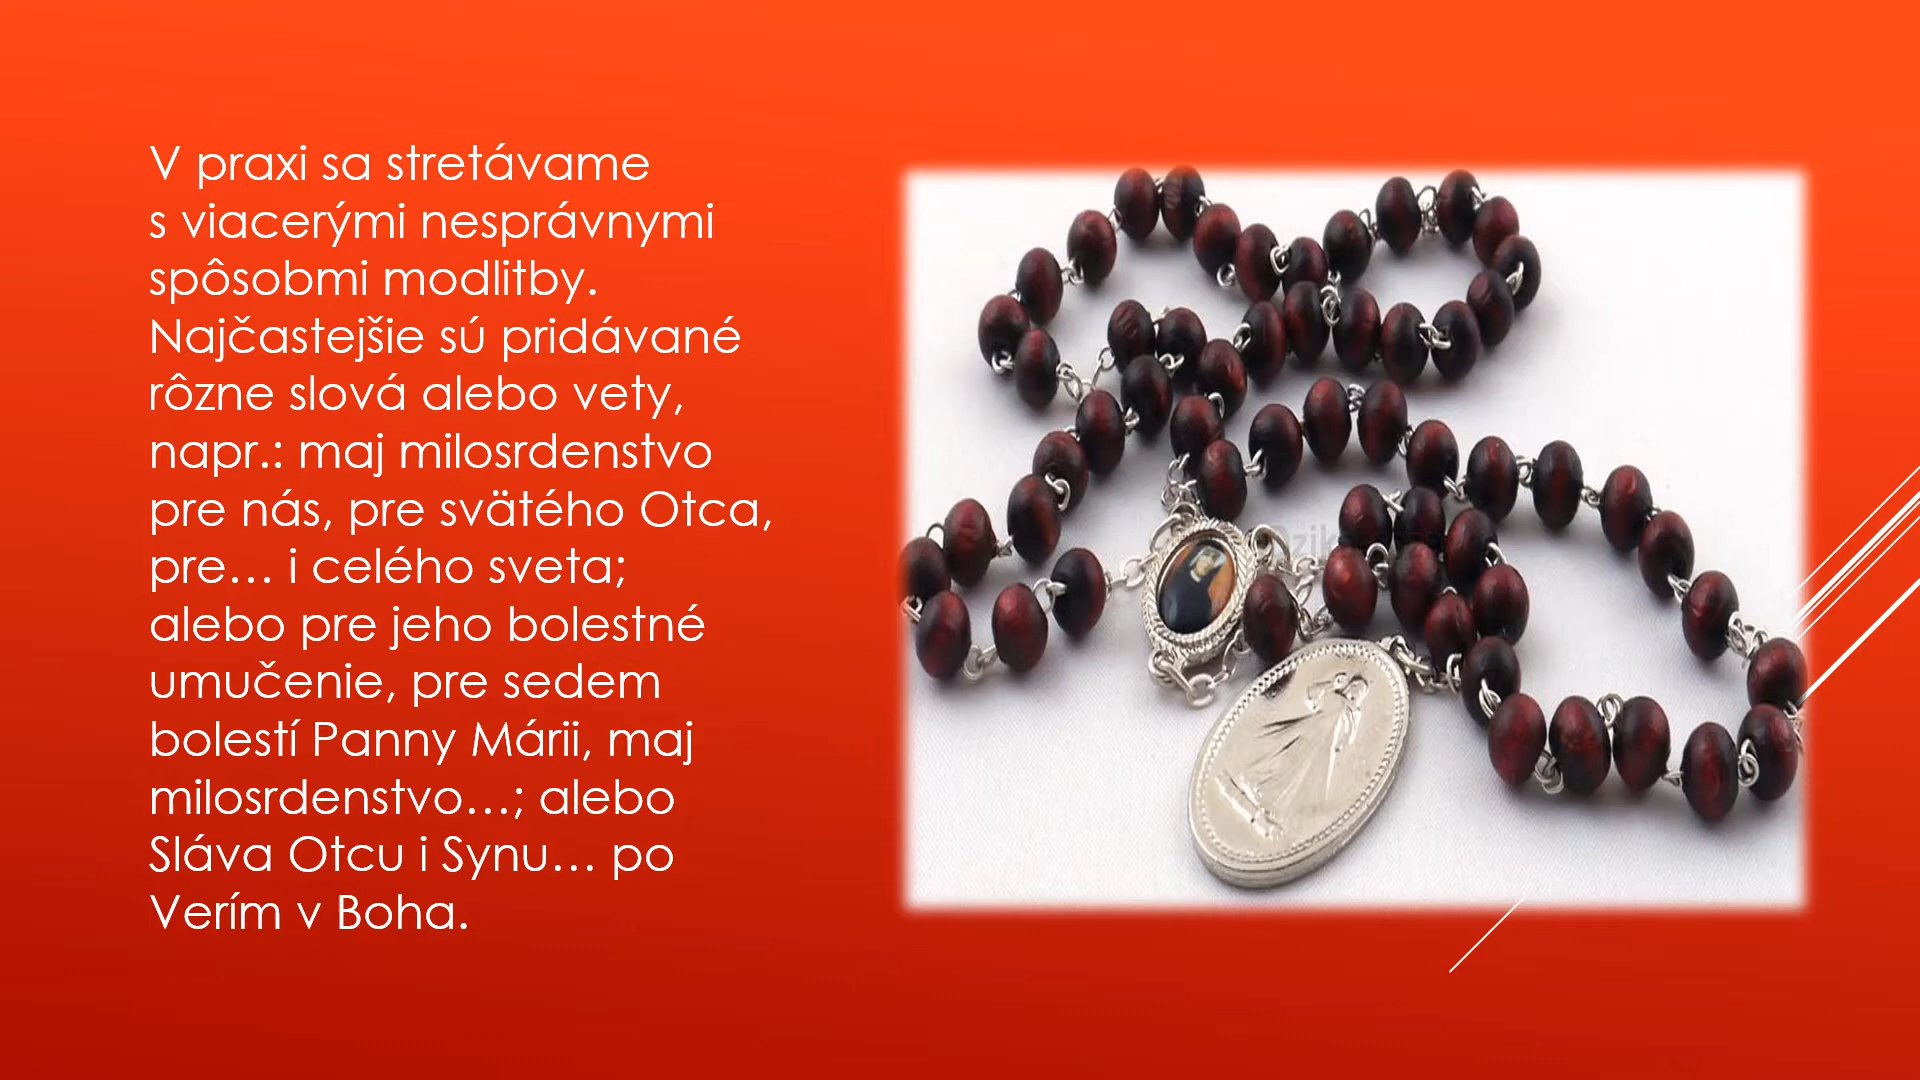 V praxi sa stretávame
s viacerými nesprávnymi
spôsobmi modlitby.
Najčastejšie sú pridávané
rôzne slová alebo vety,
napr.: maj milosrdenstvo
pre nás, pre svätého Otca,
pre… i celého sveta;
alebo pre jeho bolestné
umučenie, pre sedem
bolestí Panny Márii, maj
milosrdenstvo…; alebo
Sláva Otcu i Synu… po
Verím v Boha.